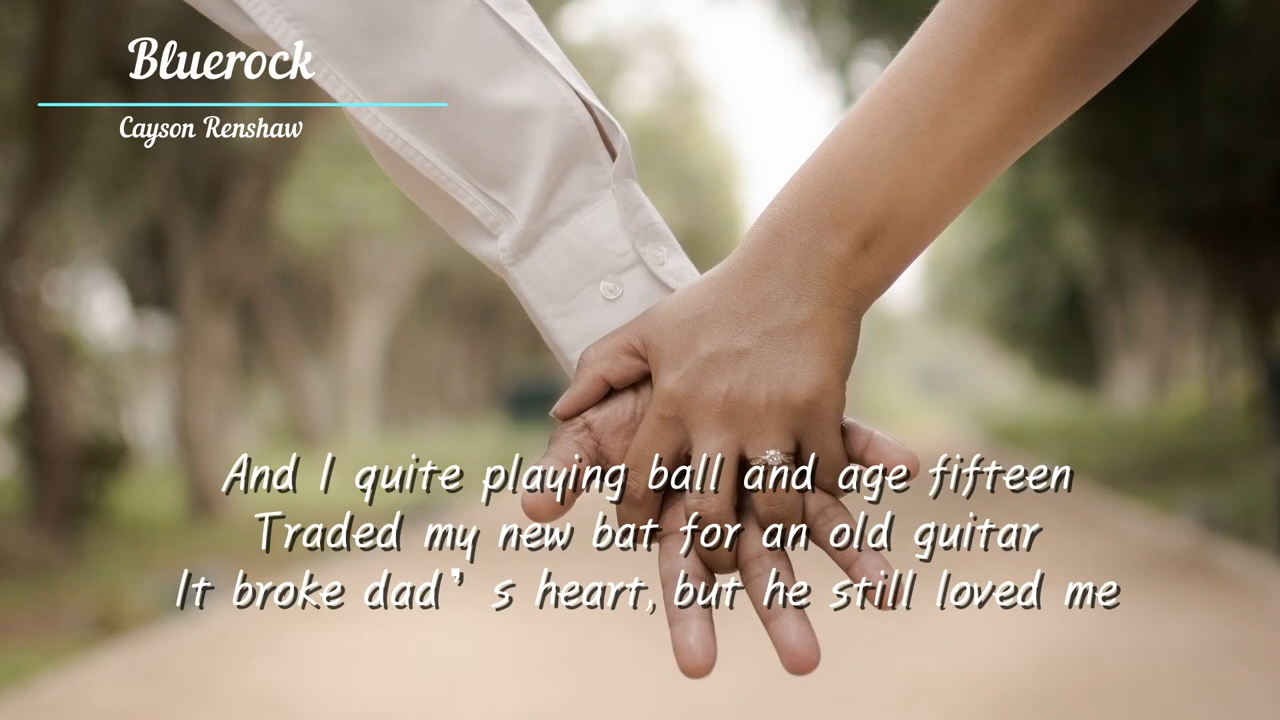 Bluerock
Cayson Renshaw
And I quite playing ball and age fifteen
Traded my new bat for an old guitar
It broke dad’s heart, but he still loved me